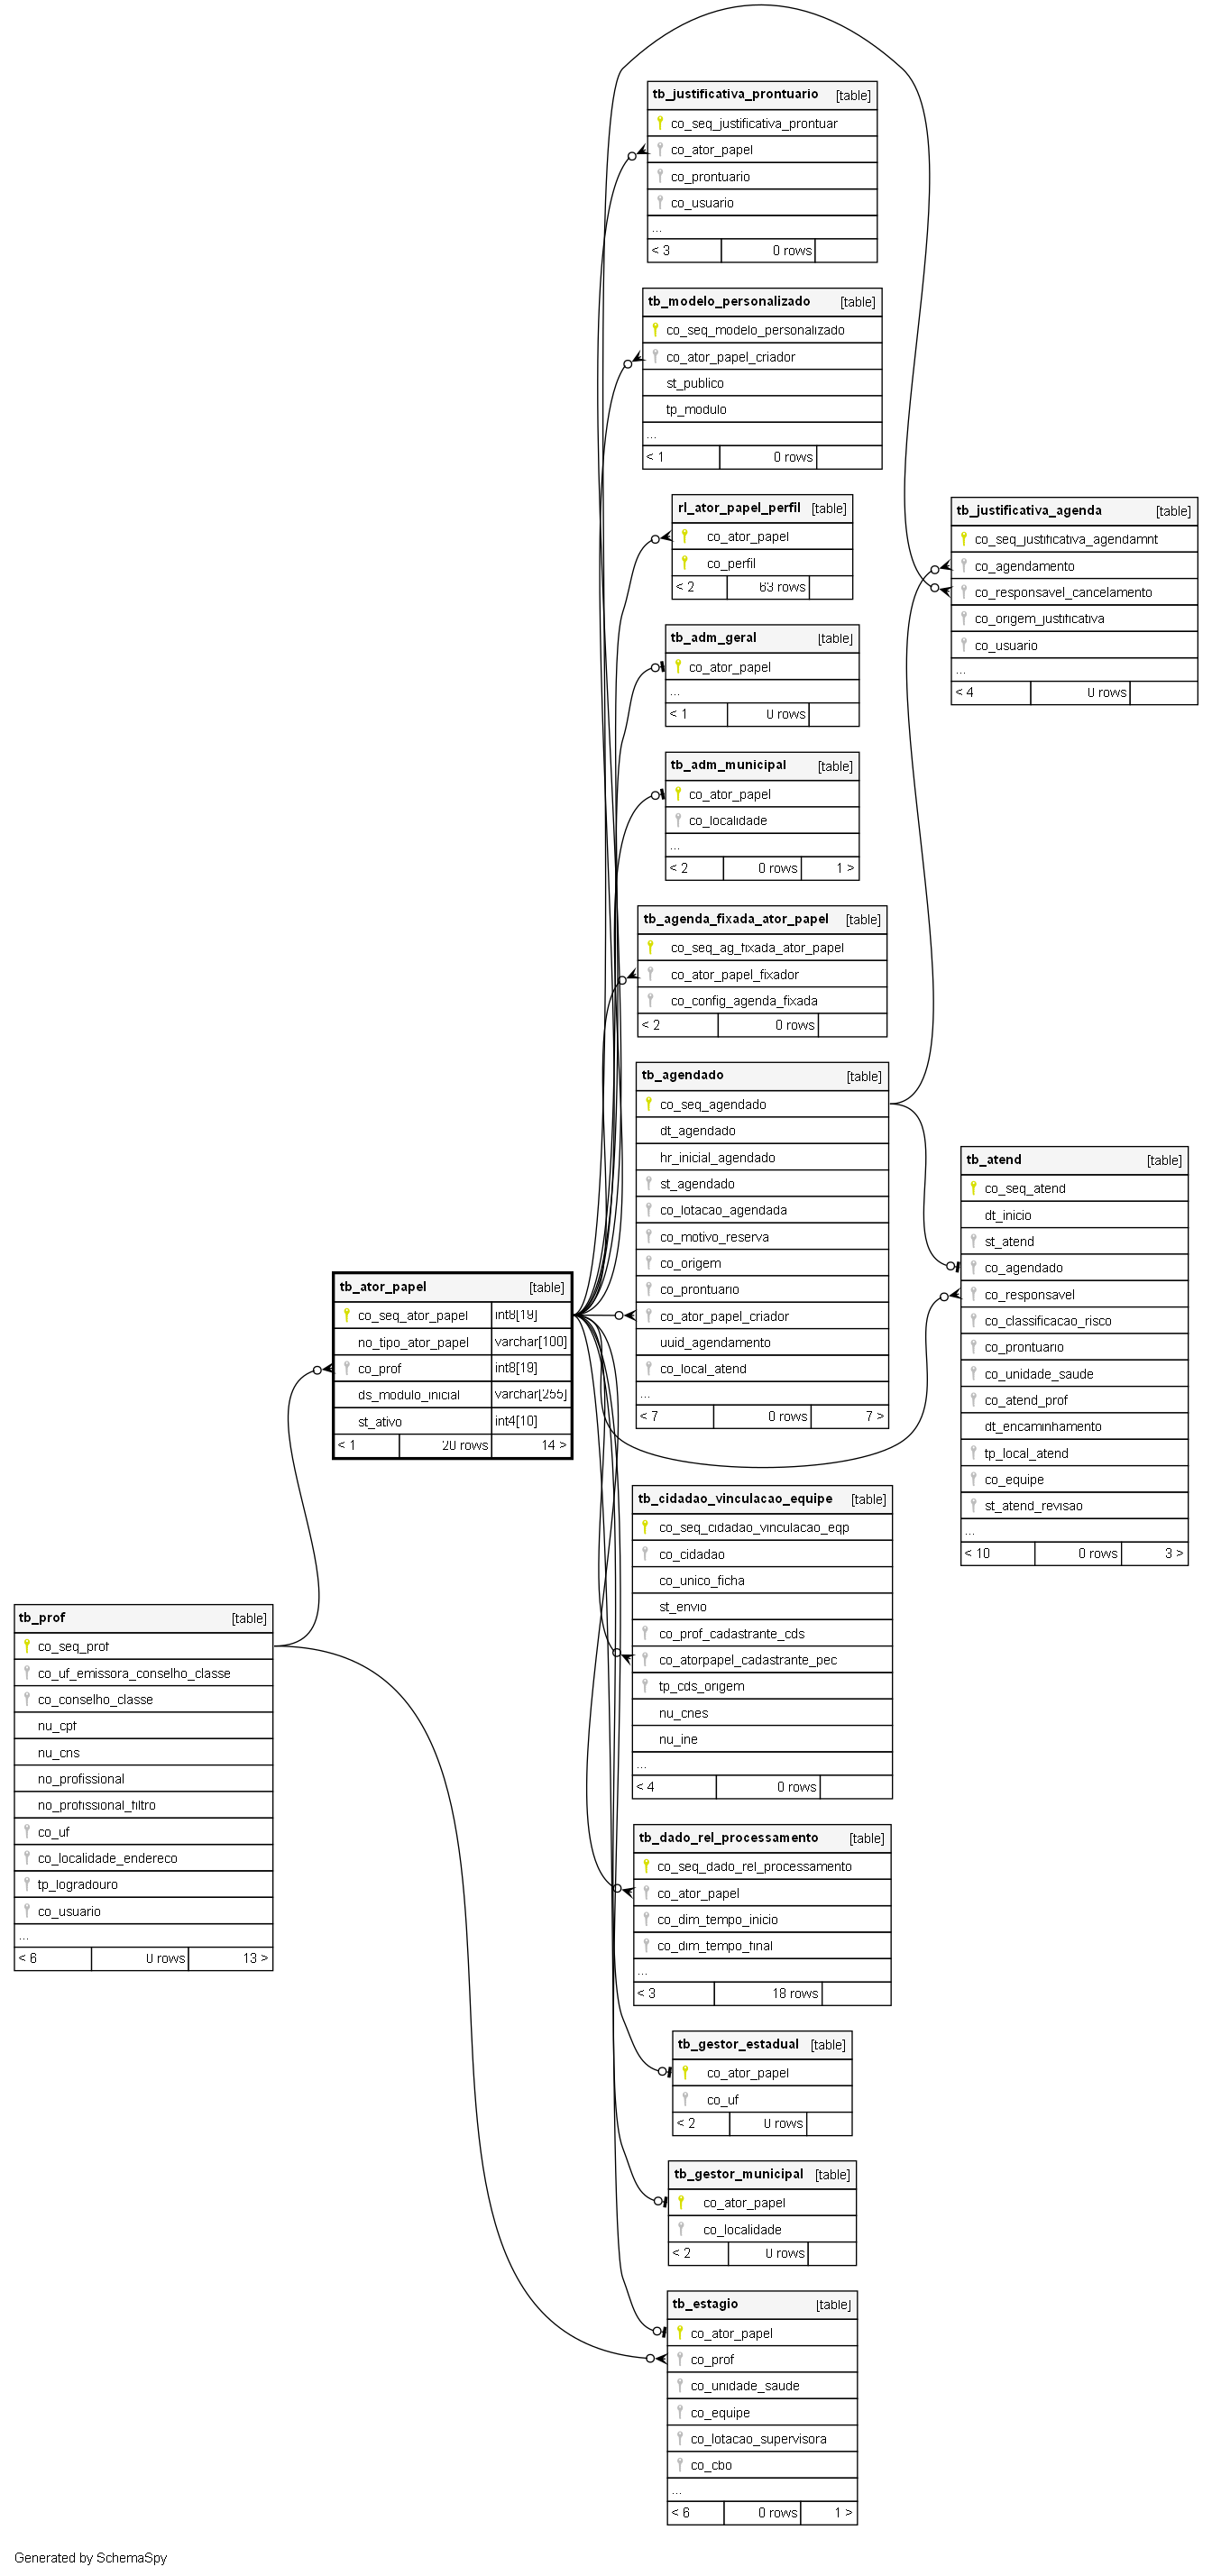 tb_justificativa_prontuario [table]
co_seq_justificativa_prontuar
co_ator_papel
co_prontuario
co_usuario
...
< 3 0 rows
tb_modelo_personalizado [table]
co_seq_modelo_personalizado
co_ator_papel_criador
st_publico
tp_modulo
...
< 1 0 rows
rl_ator_papel_perfil [table]
co_ator_papel
co_perfil
< 2 63 rows
tb_adm_geral [table]
co_ator_papel
...
< 1 0 rows
tb_adm_municipal [table]
co_ator_papel
co_localidade
...
< 2 0 rows 1 >
tb_agenda_fixada_ator_papel [table]
co_seq_ag_fixada_ator_papel
co_ator_papel_fixador
co_config_agenda_fixada
< 2 0 rows
tb_agendado [table]
co_seq_agendado
dt_agendado
hr_inicial_agendado
st_agendado
co_lotacao_agendada
co_motivo_reserva
co_origem
co_prontuario
co_ator_papel_criador
uuid_agendamento
co_local_atend
...
< 7 0 rows 7 >
tb_justificativa_agenda [table]
co_seq_justificativa_agendamnt
co_agendamento
co_responsavel_cancelamento
co_origem_justificativa
co_usuario
...
< 4 0 rows
tb_atend [table]
co_seq_atend
dt_inicio
st_atend
co_agendado
co_responsavel
co_classificacao_risco
co_prontuario
co_unidade_saude
co_atend_prof
dt_encaminhamento
tp_local_atend
co_equipe
st_atend_revisao
...
< 10 0 rows 3 >
tb_ator_papel [table]
co_seq_ator_papel int8[19]
no_tipo_ator_papel varchar[100]
co_prof int8[19]
ds_modulo_inicial varchar[255]
st_ativo int4[10]
< 1 20 rows 14 >
tb_cidadao_vinculacao_equipe [table]
co_seq_cidadao_vinculacao_eqp
co_cidadao
co_unico_ficha
st_envio
co_prof_cadastrante_cds
co_atorpapel_cadastrante_pec
tp_cds_origem
nu_cnes
nu_ine
...
< 4 0 rows
tb_prof [table]
co_seq_prof
co_uf_emissora_conselho_classe
co_conselho_classe
nu_cpf
nu_cns
no_profissional
no_profissional_filtro
co_uf
co_localidade_endereco
tp_logradouro
co_usuario
...
< 6 0 rows 13 >
tb_dado_rel_processamento [table]
co_seq_dado_rel_processamento
co_ator_papel
co_dim_tempo_inicio
co_dim_tempo_final
...
< 3 18 rows
tb_gestor_estadual [table]
co_ator_papel
co_uf
< 2 0 rows
tb_gestor_municipal [table]
co_ator_papel
co_localidade
< 2 0 rows
tb_estagio [table]
co_ator_papel
co_prof
co_unidade_saude
co_equipe
co_lotacao_supervisora
co_cbo
...
< 6 0 rows 1 >
Generated by SchemaSpy